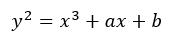 y² = x³ + ax + b